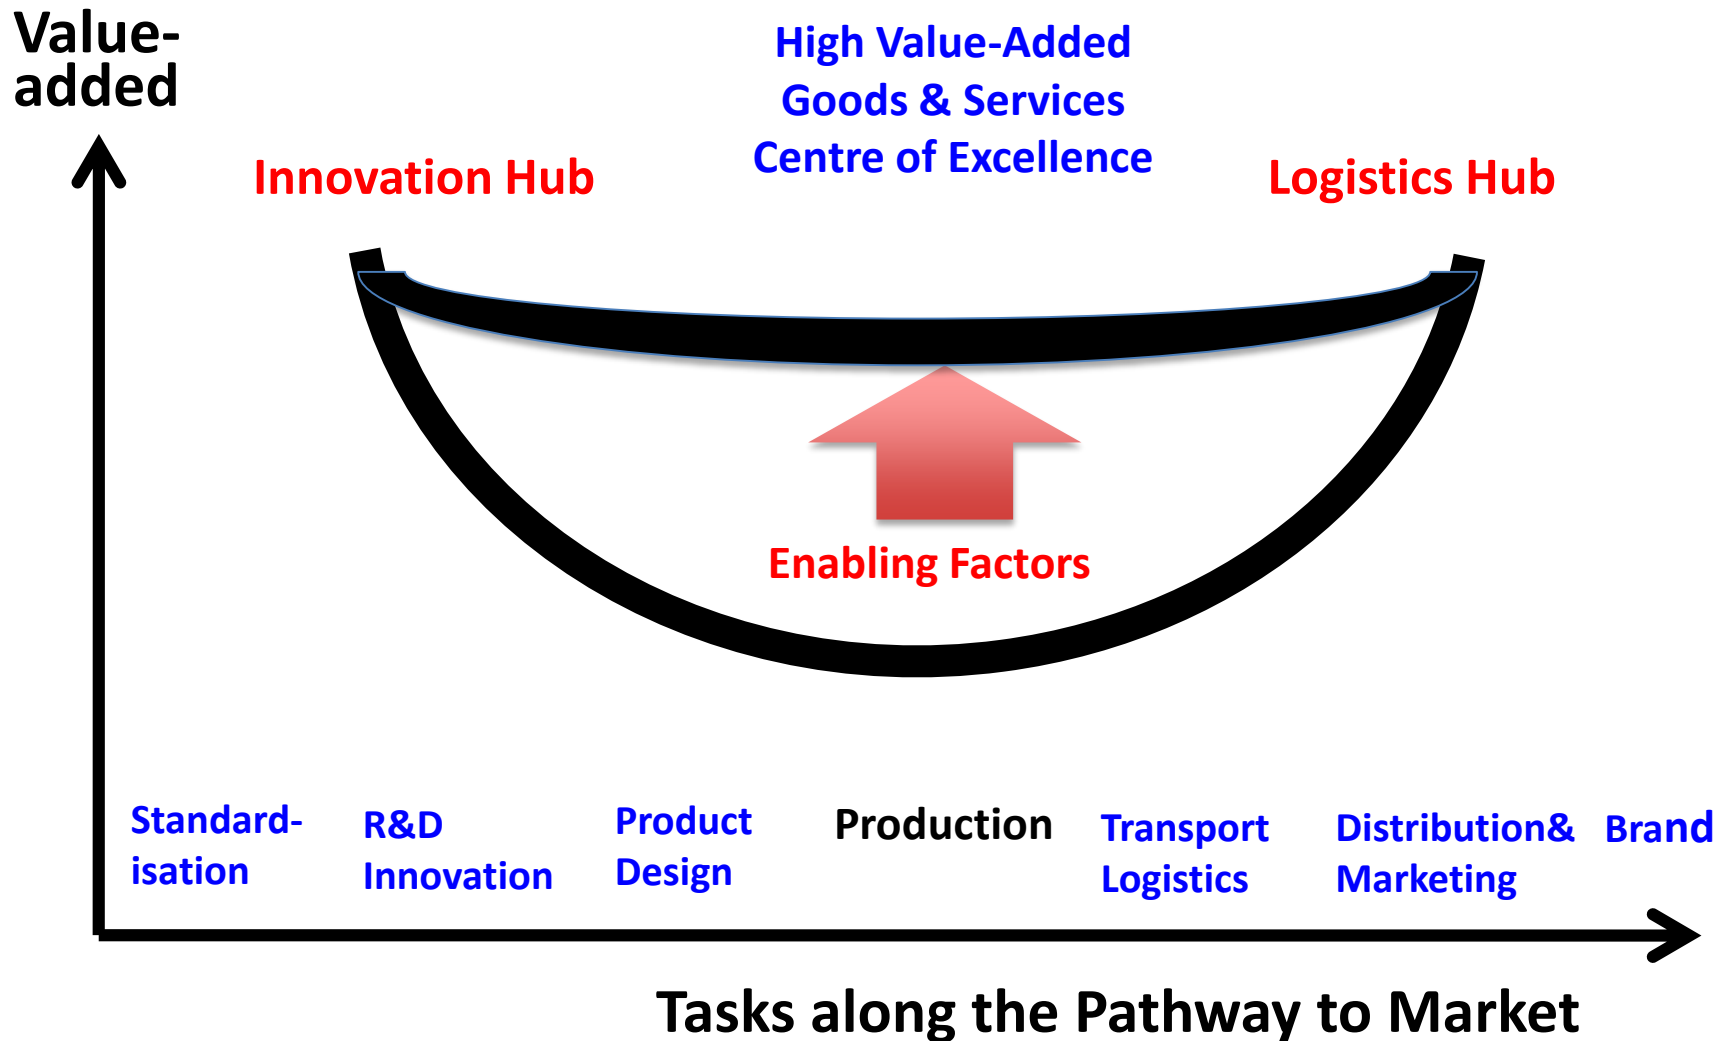 Value-
added
High Value-Added
Goods & Services
Centre of Excellence
Innovation Hub
Logistics Hub
Enabling Factors
Standard-
isation
R&D
Innovation
Product
Design
Production
Transport
Logistics
Distribution&
Marketing
Brand
Tasks along the Pathway to Market